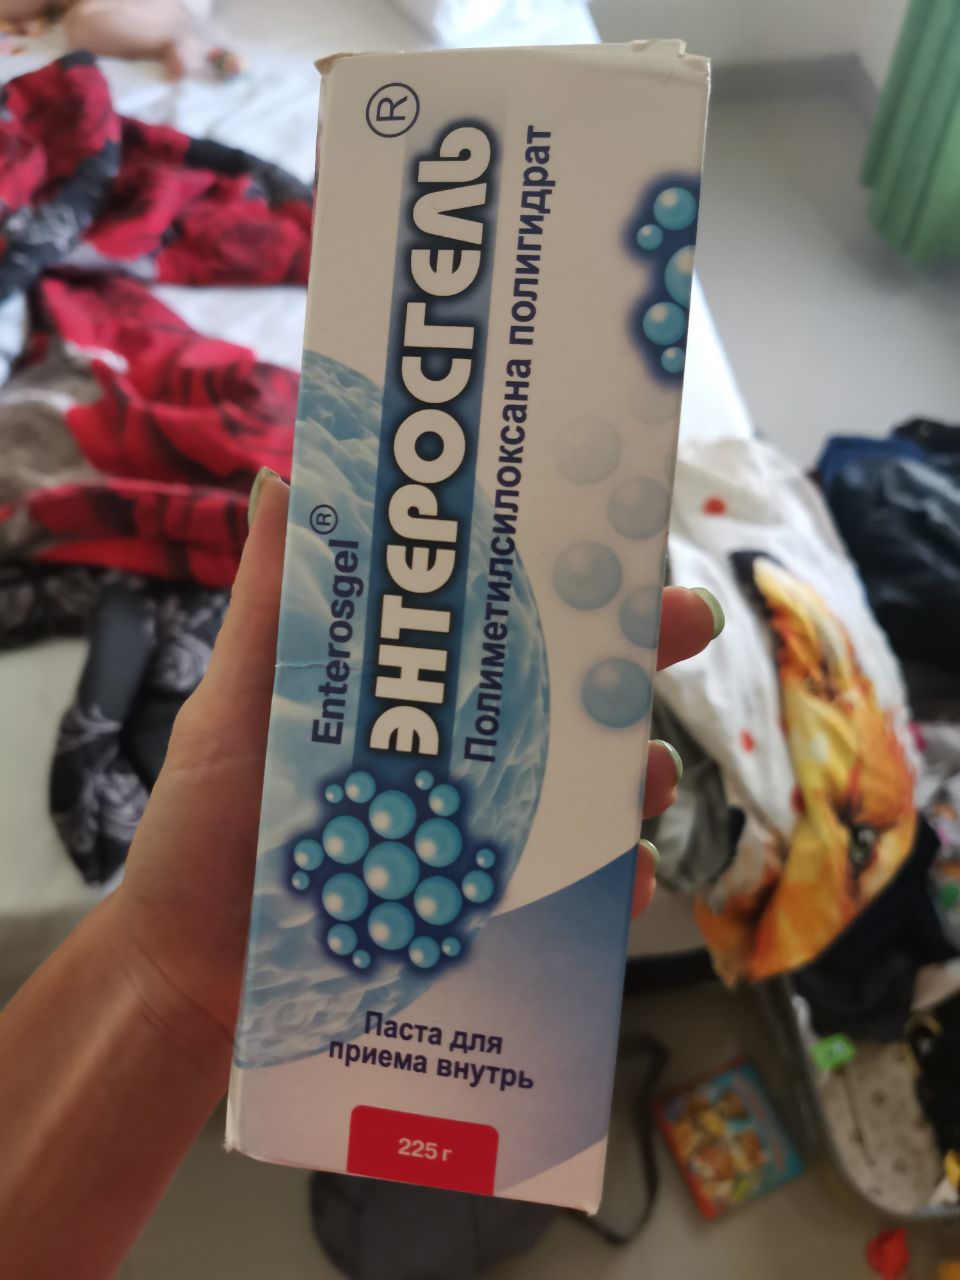 Enterosgel®
ЭНТЕРОСГЕЛЬ®
Полиметилсилоксана полигидрат
Паста для
приема внутрь
225 г